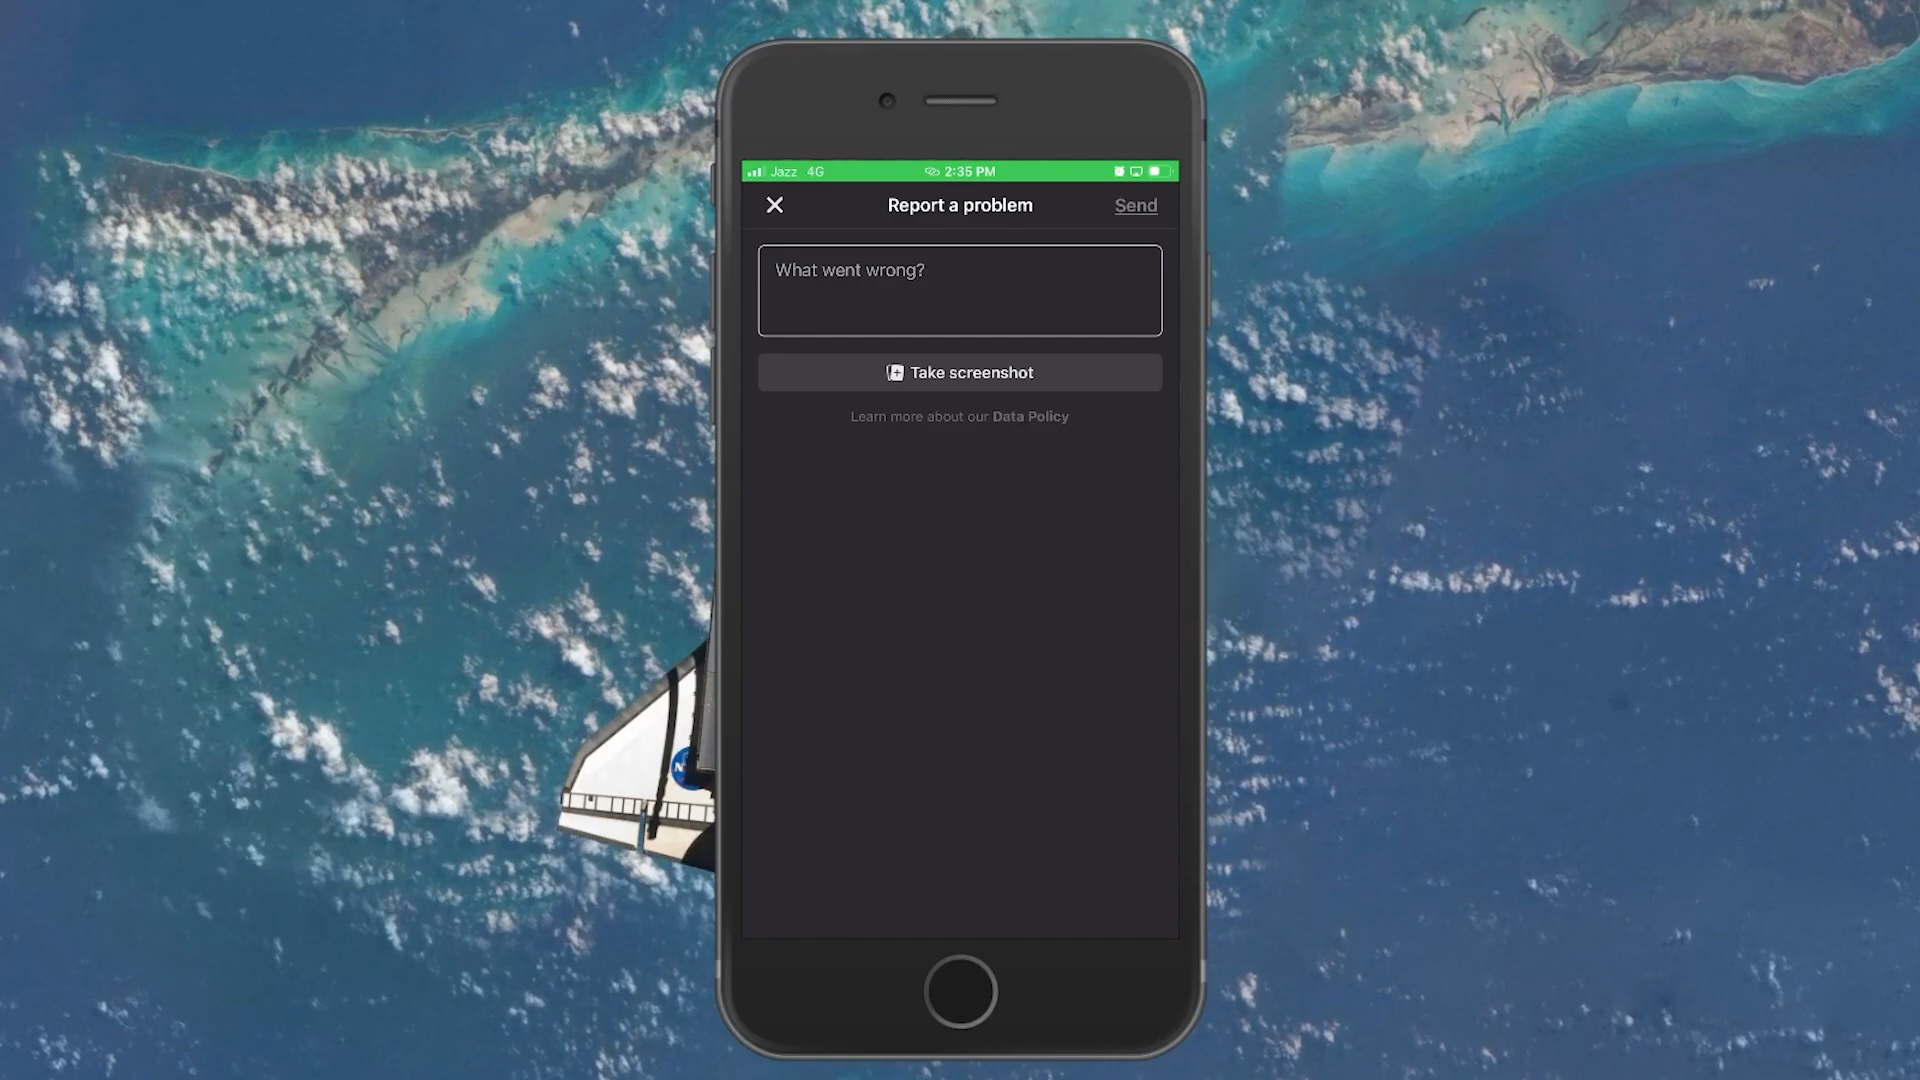 Jazz 4G 2:35 PM
Report a problem Send
What went wrong?
Take screenshot
Learn more about our Data Policy